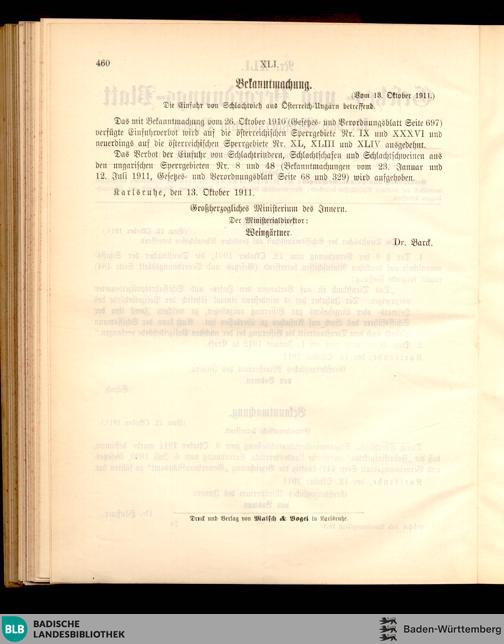 460
XLI.
Bekanntmachung.
(Vom 13. Oktober 1911.)
Die Einfuhr von Schlachtvieh aus Österreich-Ungarn betreffend.
Das mit Bekanntmachung vom 26. Oktober 1910 (Gesetzes- und Verordnungsblatt Seite 697)
verfügte Einfuhrverbot wird auf die österreichischen Sperrgebiete Nr. IX und XXXVI und
neuerdings auf die österreichischen Sperrgebiete Nr. XL, XLIII und XLIV ausgedehnt.
Das Verbot der Einfuhr von Schlachtrindern, Schlachtschafen und Schlachtschweinen aus
den ungarischen Sperrgebieten Nr. 8 und 48 (Bekanntmachungen vom 23. Januar und
12. Juli 1911, Gesetzes- und Verordnungsblatt Seite 68 und 329) wird aufgehoben.
Karlsruhe, den 13. Oktober 1911.
Großherzogliches Ministerium des Innern.
Der Ministerialdirektor:
Weingärtner.
Dr. Barck.
Druck und Verlag von Malsch & Vogel in Karlsruhe.
BLB
BADISCHE
LANDESBIBLIOTHEK
Baden-Württemberg